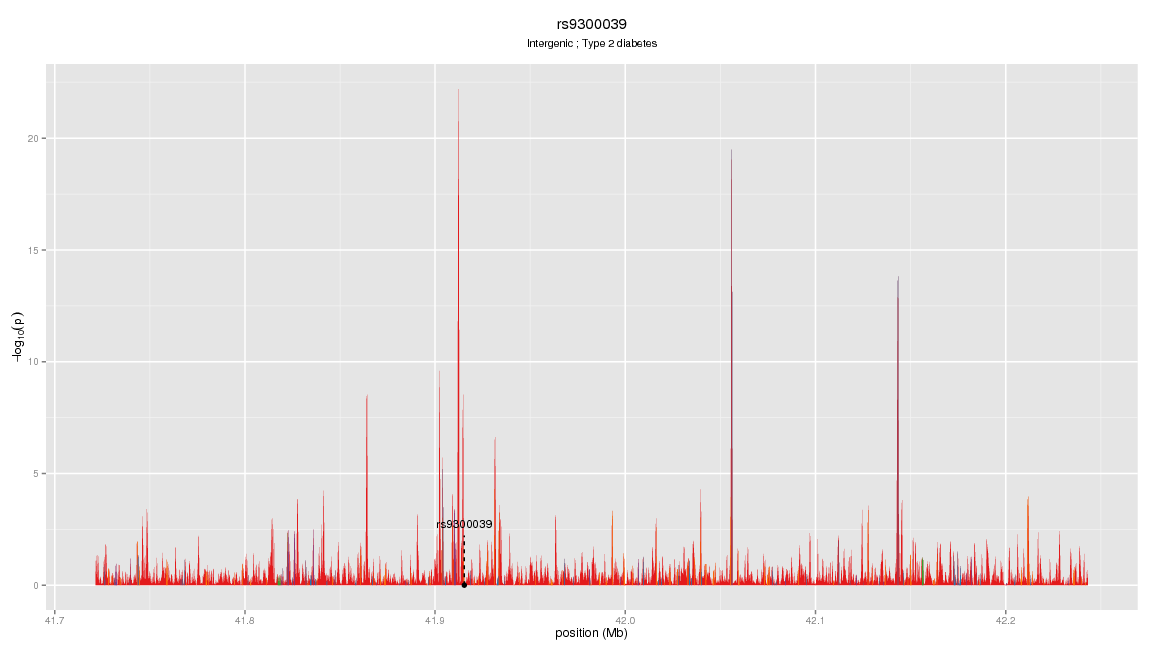 rs9300039
Intergenic ; Type 2 diabetes
20
15
10
5
0
−log10(p)
rs9300039
41.7 41.8 41.9 42.0 42.1 42.2
position (Mb)